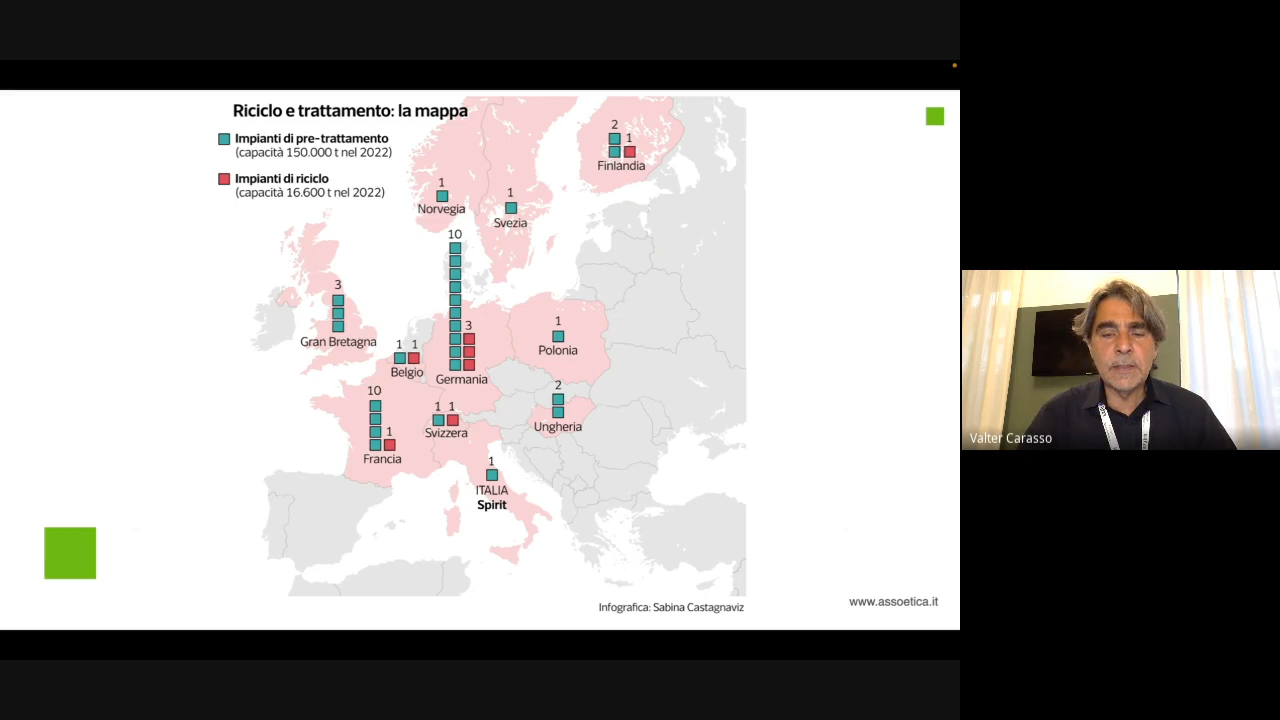 Riciclo e trattamento: la mappa
Impianti di pre-trattamento
(capacità 150.000 t nel 2022)
Impianti di riciclo
(capacità 16.600 t nel 2022)
2
1
Finlandia
1
Norvegia
1
Svezia
10
3
Germania
3
Gran Bretagna
1
Polonia
1 1
Belgio
2
Ungheria
10
1
Francia
1 1
Svizzera
1
ITALIA
Spirit
Infografica: Sabina Castagnaviz
www.assoetica.it
Valter Carasso